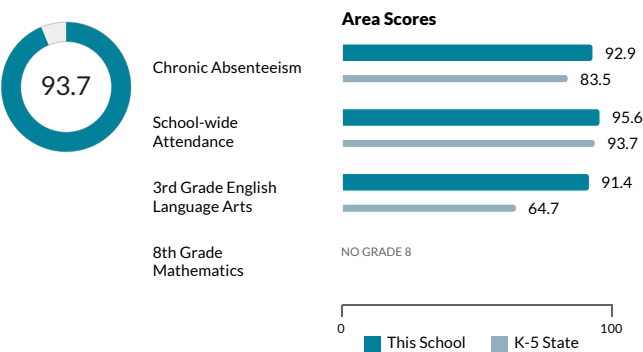 Area Scores
93.7
Chronic Absenteeism
92.9
83.5
School-wide
Attendance
95.6
93.7
3rd Grade English
Language Arts
91.4
64.7
8th Grade
Mathematics
NO GRADE 8
0
100
This School
K-5 State